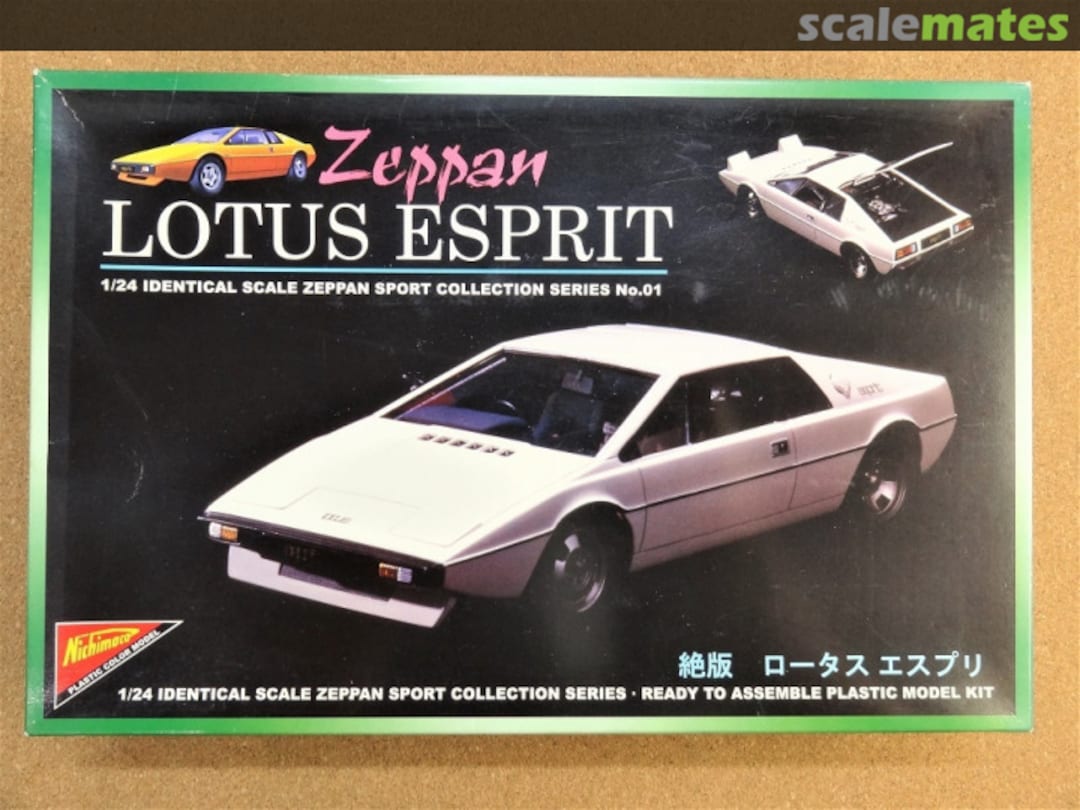 scalemates
Zeppan
LOTUS ESPRIT
1/24 IDENTICAL SCALE ZEPPAN SPORT COLLECTION SERIES No.01
Nichimoco
PLASTIC COLOR MODEL
絶版 ロータス エスプリ
1/24 IDENTICAL SCALE ZEPPAN SPORT COLLECTION SERIES · READY TO ASSEMBLE PLASTIC MODEL KIT